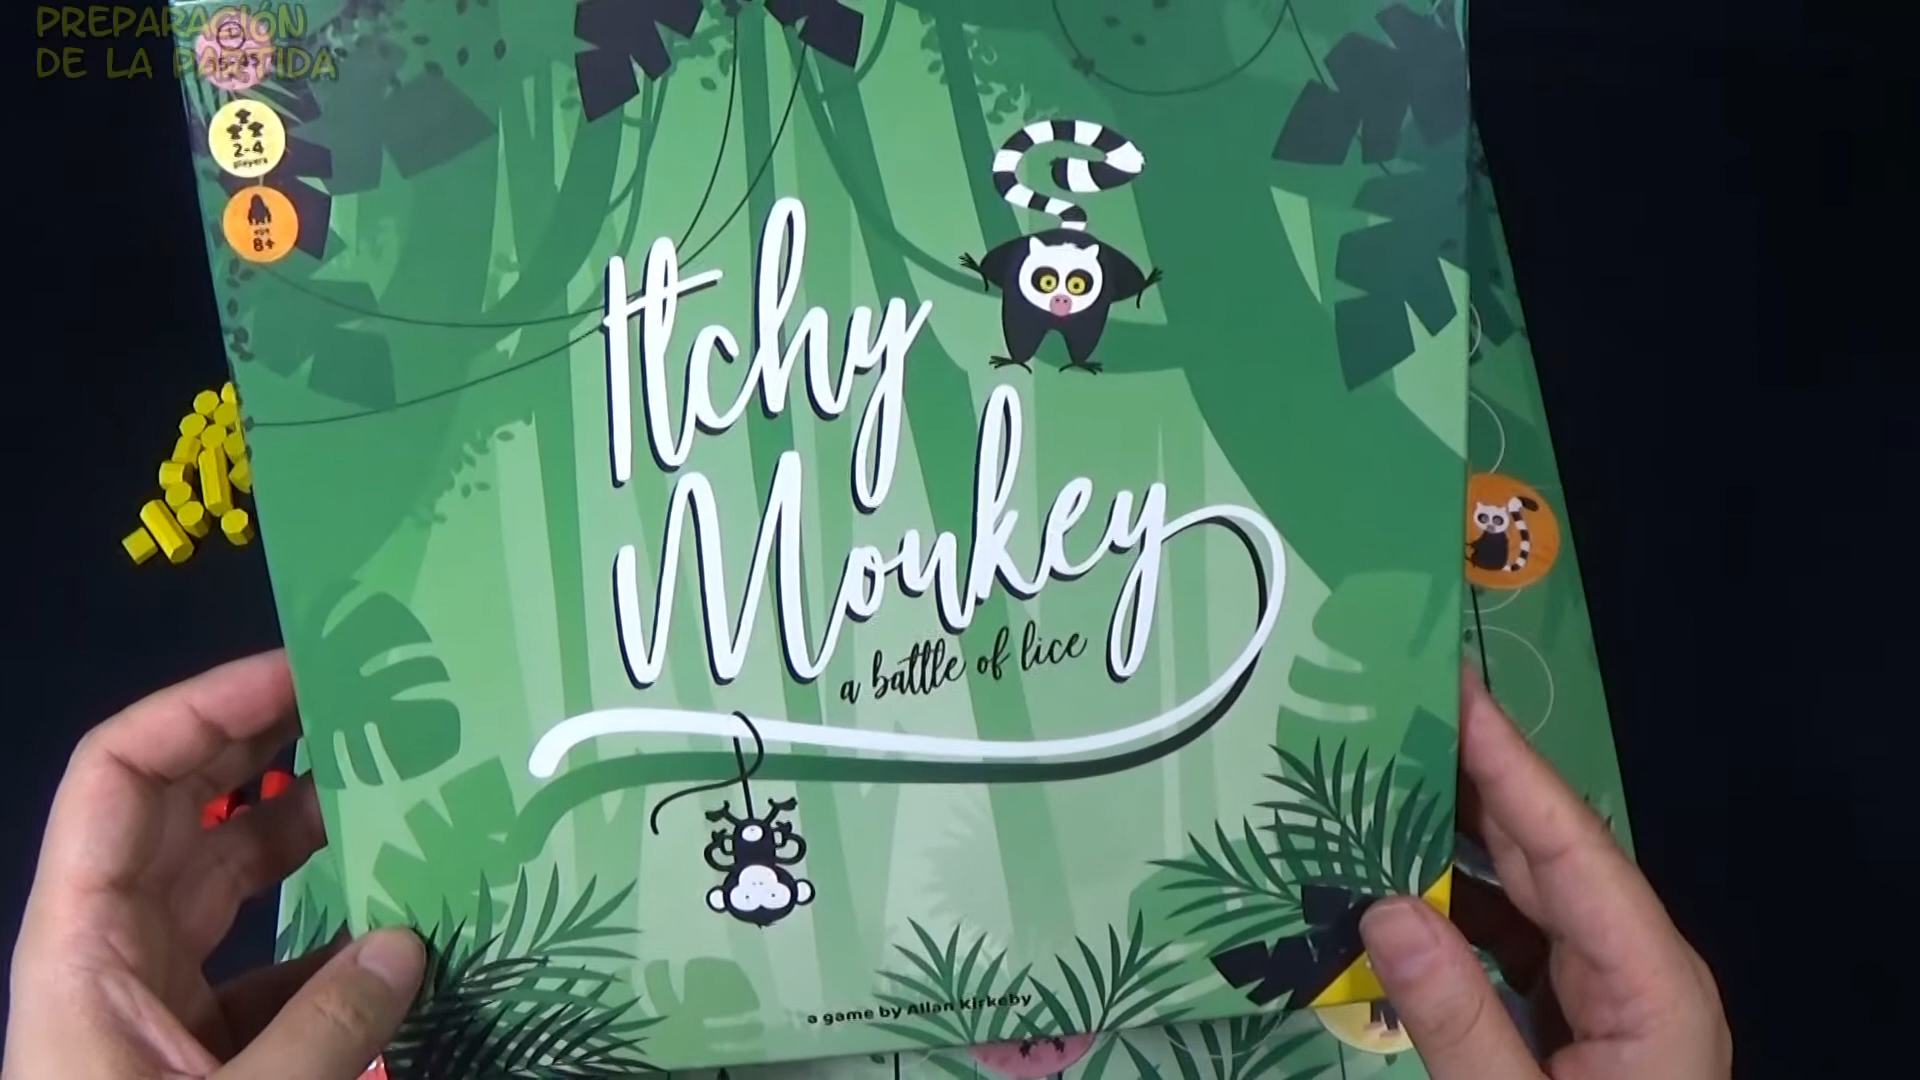 PREPARACIÓN
DE LA PARTIDA
2-4
players
8+
Itchy
Monkey
a battle of lice
a game by Allan Kirkeby